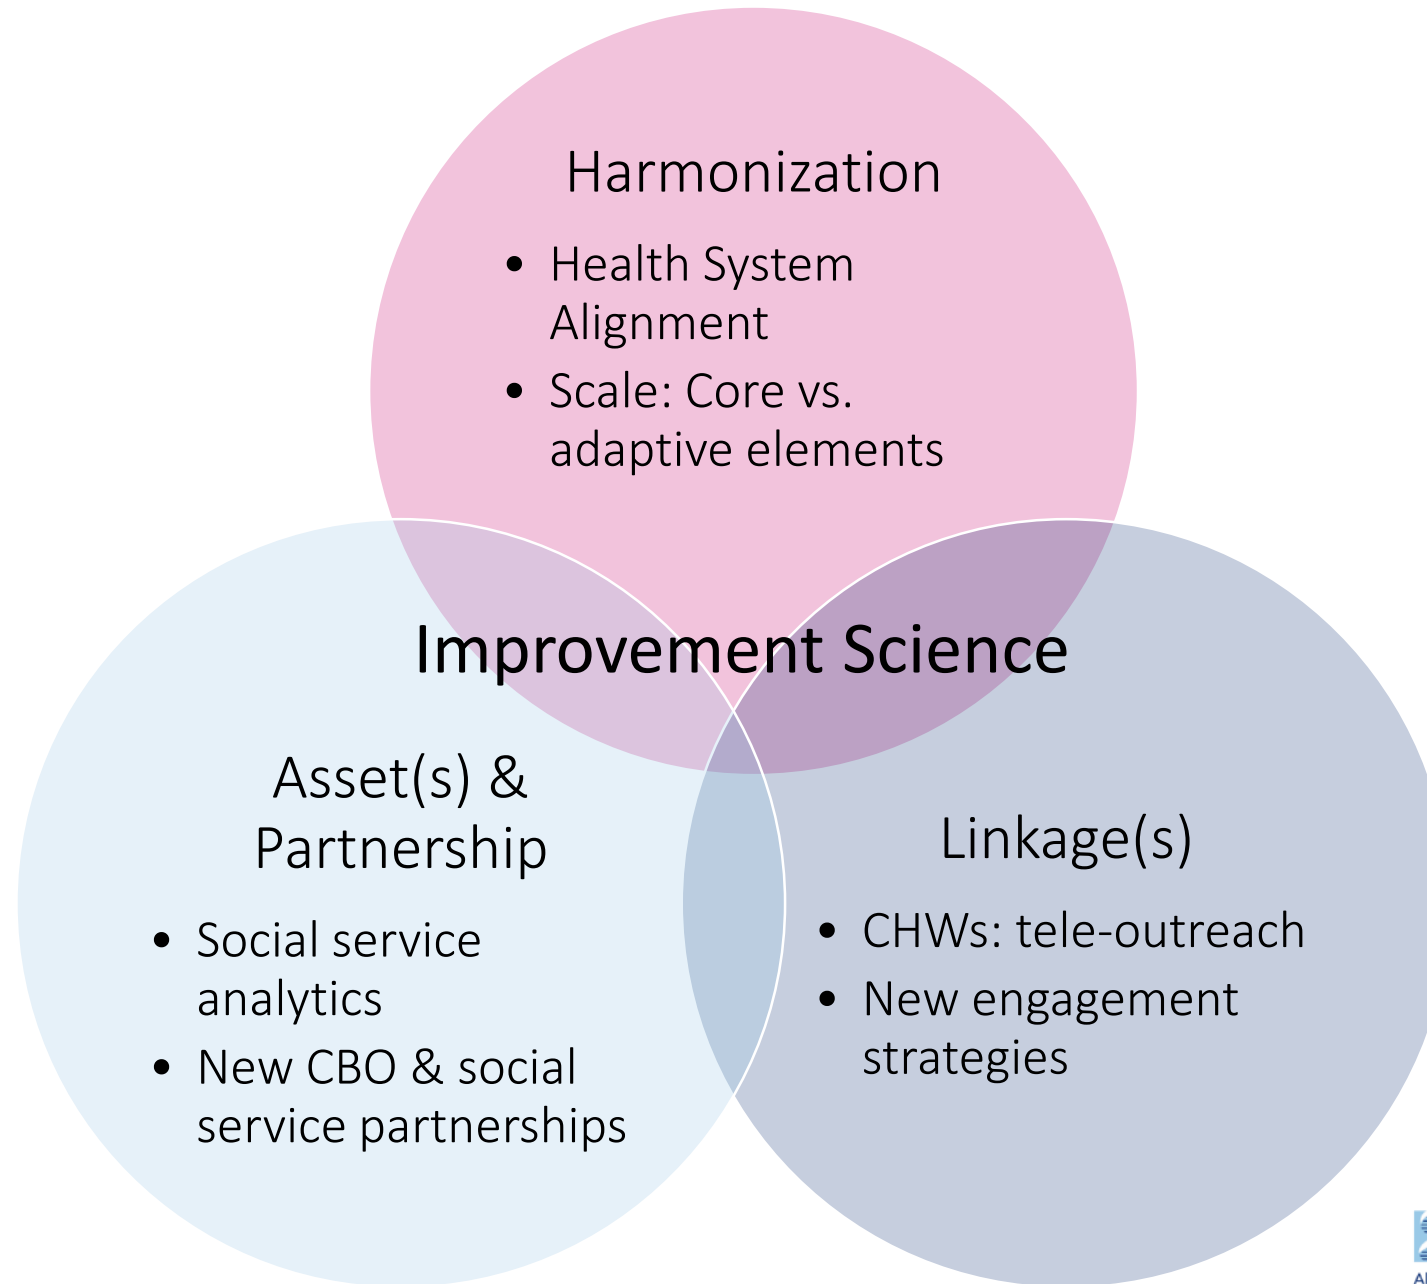 Harmonization
• Health System
Alignment
• Scale: Core vs.
adaptive elements
Improvement Science
Asset(s) &
Partnership
• Social service
analytics
• New CBO & social
service partnerships
Linkage(s)
• CHWs: tele-outreach
• New engagement
strategies